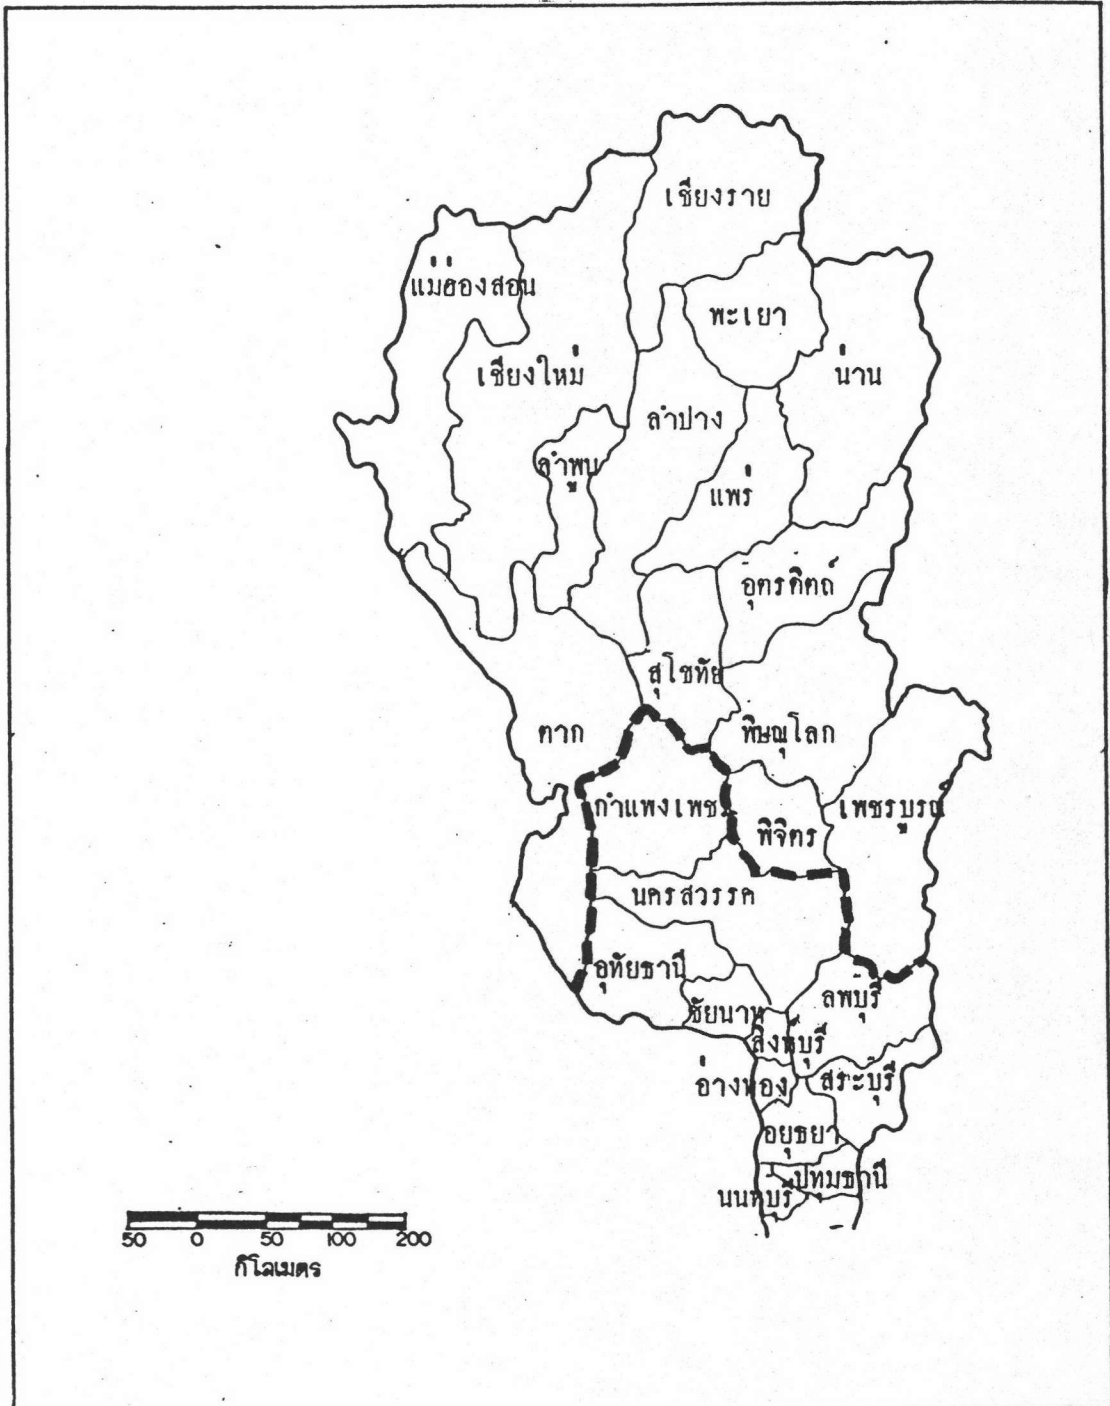 เชียงราย
แม่ฮ่องสอน
พะเยา
เชียงใหม่
น่าน
ลำปาง
ลำพูน
แพร่
อุตรดิตถ์
สุโขทัย
ตาก
พิษณุโลก
กำแพงเพชร
เพชรบูรณ์
พิจิตร
นครสวรรค
อุทัยธานี
ลพบุรี
ชัยนาท
สิงห์บุรี
อ่างทอง
สระบุรี
อยุธยา
ปทุมธานี
นนทบุรี
50 0 50 100 200
กิโลเมตร